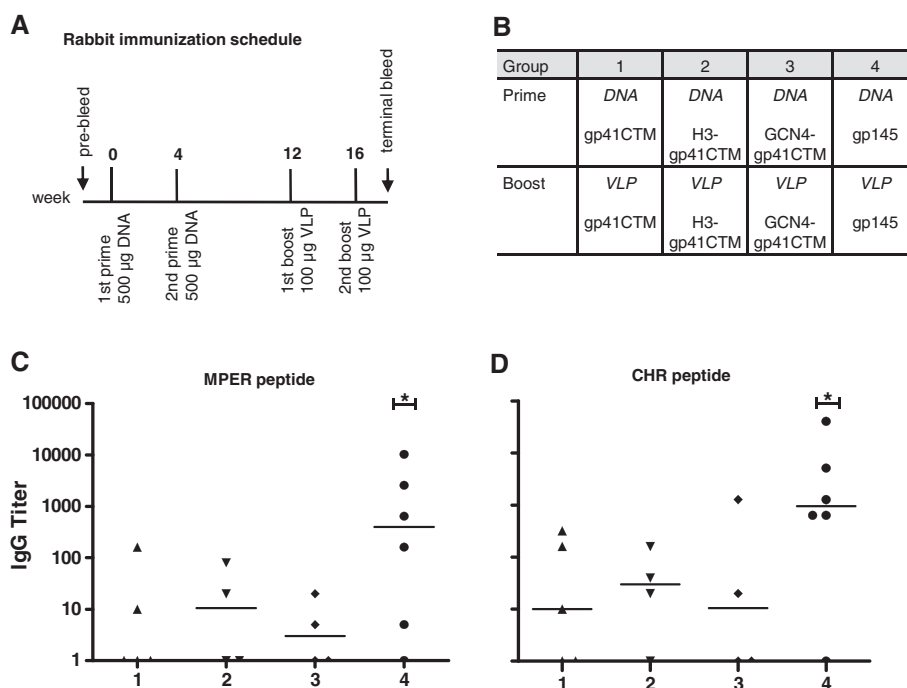 A
Rabbit immunization schedule
pre-bleed
terminal bleed
0 4 12 16
week
1st prime
500 µg DNA
2nd prime
500 µg DNA
1st boost
100 µg VLP
2nd boost
100 µg VLP
B
Group 1 2 3 4
Prime DNA DNA DNA DNA
gp41CTM H3- GCN4- gp145
gp41CTM gp41CTM
Boost VLP VLP VLP VLP
gp41CTM H3- GCN4- gp145
gp41CTM gp41CTM
C
MPER peptide
IgG Titer
100000
*
10000
1000
100
10
1
1 2 3 4
D
CHR peptide
*
1 2 3 4